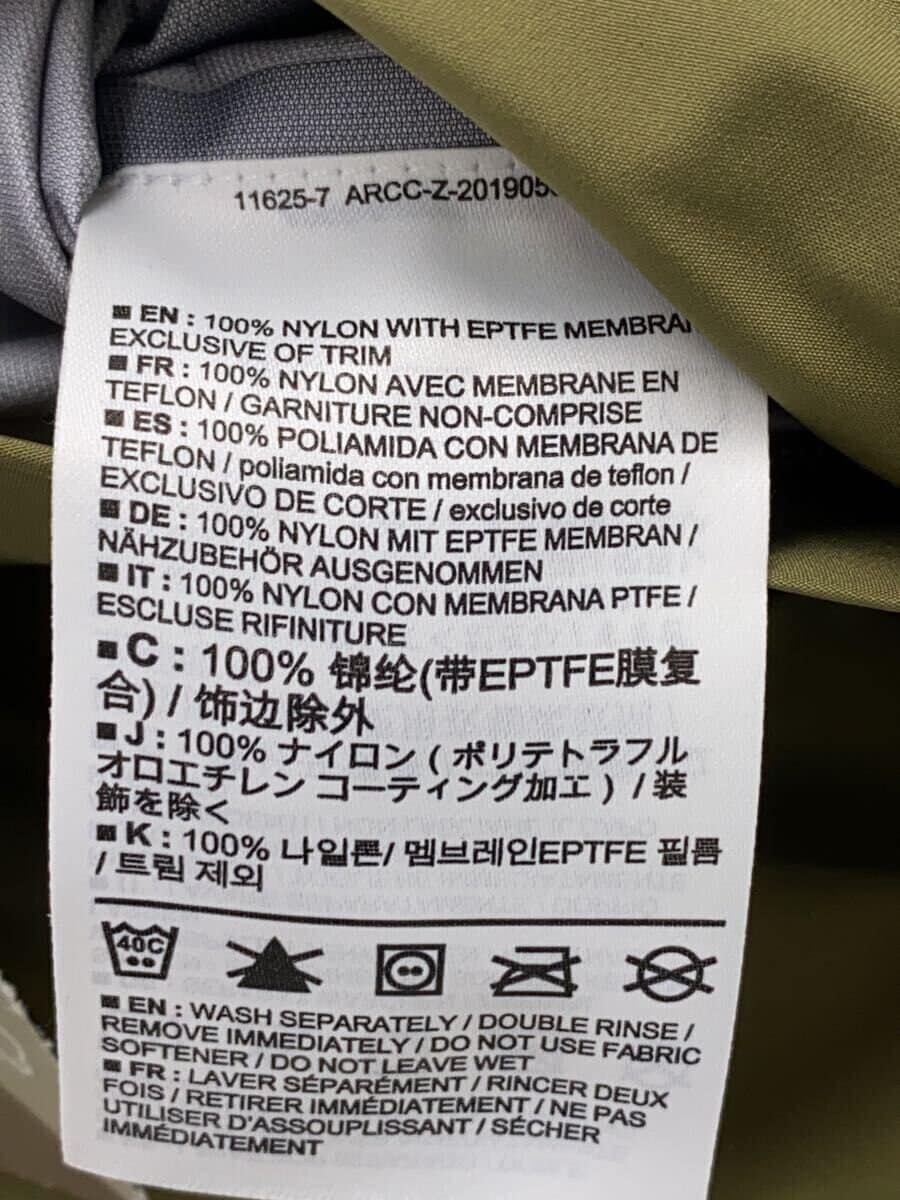 11625-7 ARCC-Z-201905
■ EN : 100% NYLON WITH EPTFE
EXCLUSIVE OF TRIM
■ FR : 100% NYLON AVEC MEMBRANE EN
TEFLON / GARNITURE NON-COMPRISE
■ ES : 100% POLIAMIDA CON MEMBRANA DE
TEFLON / poliamida con membrana de teflon /
EXCLUSIVO DE CORTE / exclusivo de corte
■ DE : 100% NYLON MIT EPTFE MEMBRAN /
NÄHZUBEHÖR AUSGENOMMEN
■ IT : 100% NYLON CON MEMBRANA PTFE /
ESCLUSE RIFINITURE
■ C : 100% 锦纶(带EPTFE膜复
合) / 饰边除外
■ J : 100% ナイロン ( ポリテトラフル
オロエチレン コーティング加工 ) / 装
飾を除く
■ K : 100% 나일론/ 멤브레인EPTFE 필름
/ 트림 제외
40C
■ EN : WASH SEPARATELY / DOUBLE RINSE /
REMOVE IMMEDIATELY / DO NOT USE FABRIC
SOFTENER / DO NOT LEAVE WET
■ FR : LAVER SÉPARÉMENT / RINCER DEUX
FOIS / RETIRER IMMÉDIATEMENT / NE PAS
UTILISER D'ASSOUPLISSANT / SÉCHER
IMMÉDIATEMENT